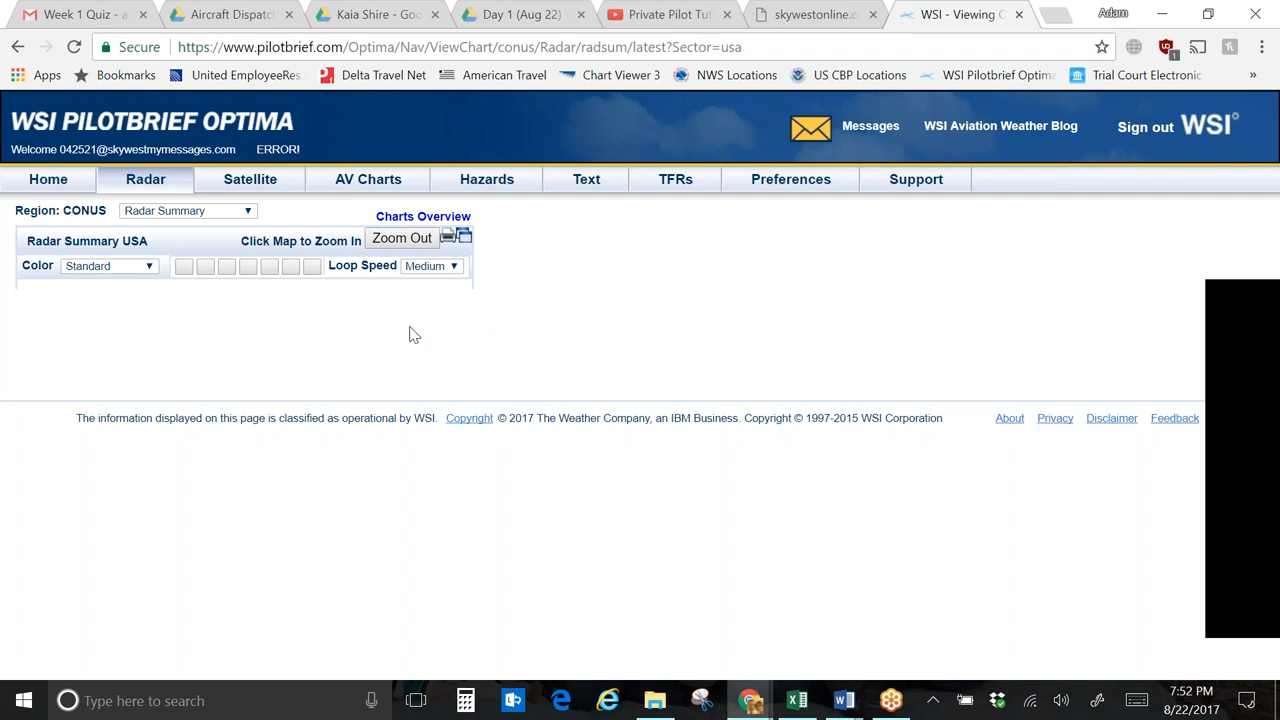 Week 1 Quiz - a
Aircraft Dispatc
Kaia Shire - Go
Day 1 (Aug 22)
Private Pilot Tu
skywestonline.c
WSI - Viewing C
Adam
Secure
https://www.pilotbrief.com/Optima/Nav/ViewChart/conus/Radar/radsum/latest?Sector=usa
Apps
Bookmarks
United EmployeeRes
Delta Travel Net
American Travel
Chart Viewer 3
NWS Locations
US CBP Locations
WSI Pilotbrief Optim
Trial Court Electronic
»
WSI PILOTBRIEF OPTIMA
Messages
WSI Aviation Weather Blog
Sign out
WSI
Welcome 042521@skywestmymessages.com ERROR!
Home
Radar
Satellite
AV Charts
Hazards
Text
TFRs
Preferences
Support
Region: CONUS
Radar Summary
Charts Overview
Radar Summary USA
Click Map to Zoom In
Zoom Out
Color
Standard
Loop Speed
Medium
The information displayed on this page is classified as operational by WSI. Copyright © 2017 The Weather Company, an IBM Business. Copyright © 1997-2015 WSI Corporation
About
Privacy
Disclaimer
Feedback
Type here to search
7:52 PM
8/22/2017